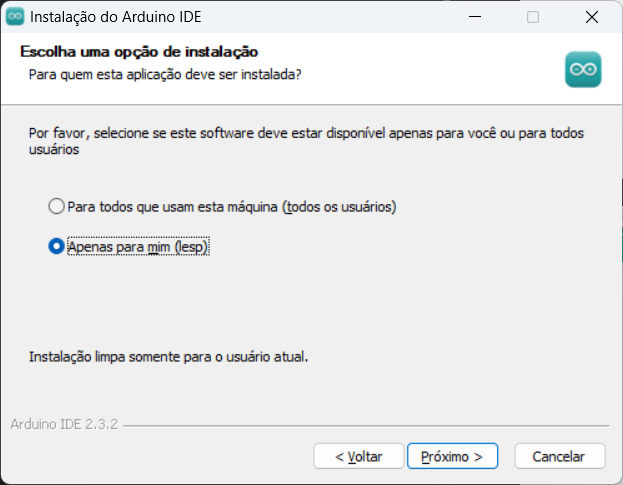 Instalação do Arduino IDE
Escolha uma opção de instalação
Para quem esta aplicação deve ser instalada?
Por favor, selecione se este software deve estar disponível apenas para você ou para todos
usuários
Para todos que usam esta máquina (todos os usuários)
Apenas para mim (lesp)
Instalação limpa somente para o usuário atual.
Arduino IDE 2.3.2
< Voltar
Próximo >
Cancelar